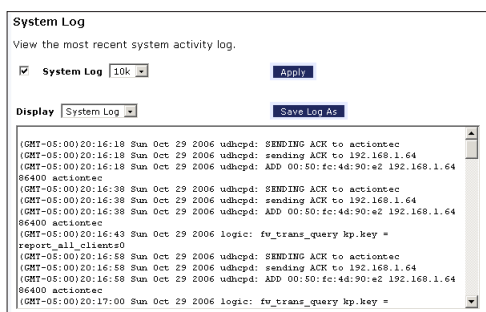 System Log
View the most recent system activity log.
System Log 10k Apply
Display System Log Save Log As
(GMT-05:00)20:16:18 Sun Oct 29 2006 udhcpd: SENDING ACK to actiontec
(GMT-05:00)20:16:18 Sun Oct 29 2006 udhcpd: sending ACK to 192.168.1.64
(GMT-05:00)20:16:18 Sun Oct 29 2006 udhcpd: ADD 00:50:fc:4d:90:e2 192.168.1.64
86400 actiontec
(GMT-05:00)20:16:38 Sun Oct 29 2006 udhcpd: SENDING ACK to actiontec
(GMT-05:00)20:16:38 Sun Oct 29 2006 udhcpd: sending ACK to 192.168.1.64
(GMT-05:00)20:16:38 Sun Oct 29 2006 udhcpd: ADD 00:50:fc:4d:90:e2 192.168.1.64
86400 actiontec
(GMT-05:00)20:16:43 Sun Oct 29 2006 logic: fw_trans_query kp.key =
report_all_clients0
(GMT-05:00)20:16:58 Sun Oct 29 2006 udhcpd: SENDING ACK to actiontec
(GMT-05:00)20:16:58 Sun Oct 29 2006 udhcpd: sending ACK to 192.168.1.64
(GMT-05:00)20:16:58 Sun Oct 29 2006 udhcpd: ADD 00:50:fc:4d:90:e2 192.168.1.64
86400 actiontec
(GMT-05:00)20:17:00 Sun Oct 29 2006 logic: fw_trans_query kp.key =